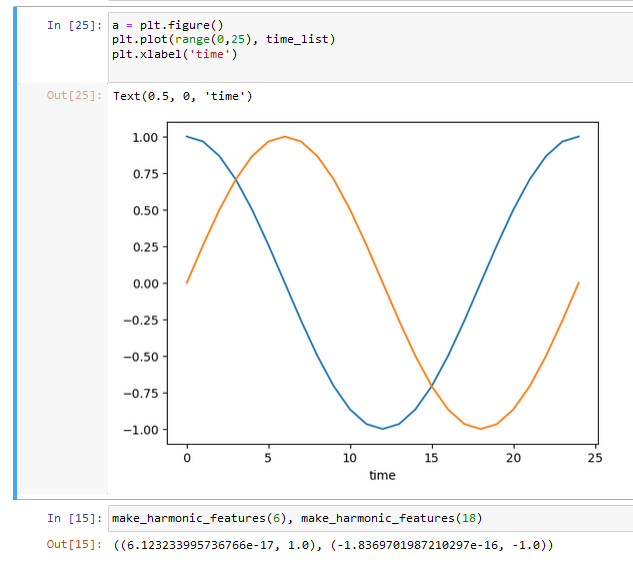 In [25]: a = plt.figure()
plt.plot(range(0,25), time_list)
plt.xlabel('time')
Out[25]: Text(0.5, 0, 'time')
1.00
0.75
0.50
0.25
0.00
−0.25
−0.50
−0.75
−1.00
0 5 10 15 20 25
time
In [15]: make_harmonic_features(6), make_harmonic_features(18)
Out[15]: ((6.123233995736766e-17, 1.0), (-1.8369701987210297e-16, -1.0))